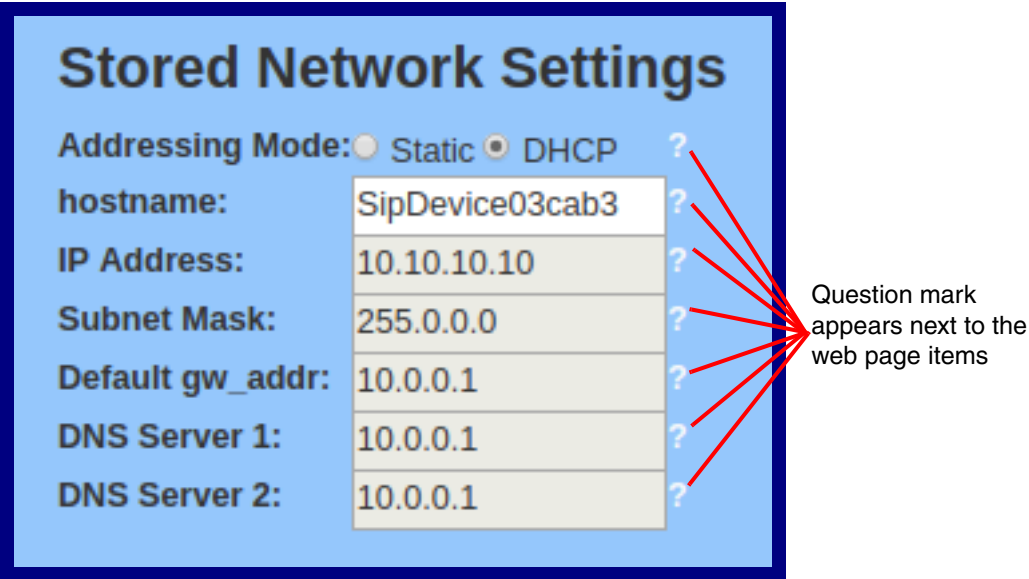 Stored Network Settings
Addressing Mode: Static DHCP ?
hostname: SipDevice03cab3 ?
IP Address: 10.10.10.10 ?
Subnet Mask: 255.0.0.0 ?
Default gw_addr: 10.0.0.1 ?
DNS Server 1: 10.0.0.1 ?
DNS Server 2: 10.0.0.1 ?
Question mark
appears next to the
web page items